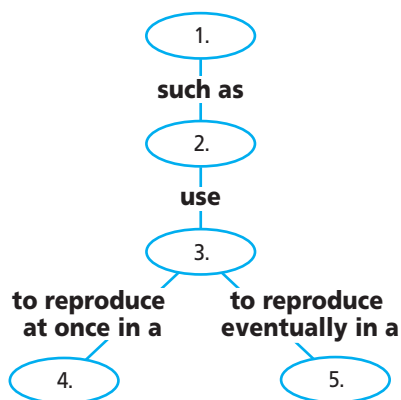 1.
such as
2.
use
3.
to reproduce
at once in a
to reproduce
eventually in a
4.
5.